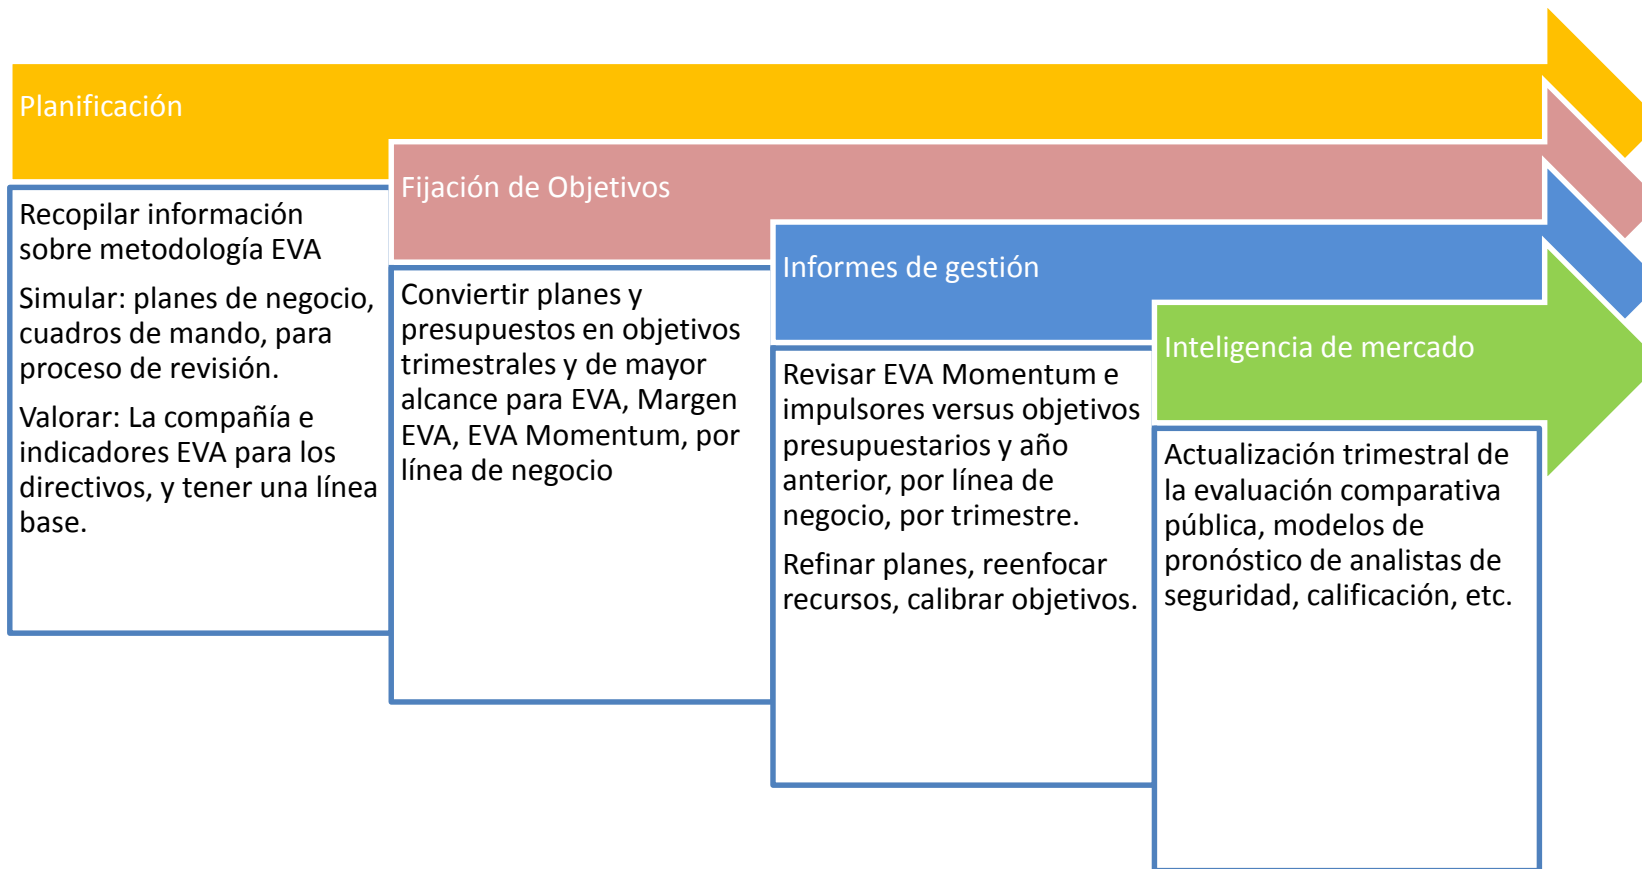 Planificación
Recopilar información
sobre metodología EVA
Simular: planes de negocio,
cuadros de mando, para
proceso de revisión.
Valorar: La compañía e
indicadores EVA para los
directivos, y tener una línea
base.
Fijación de Objetivos
Conviertir planes y
presupuestos en objetivos
trimestrales y de mayor
alcance para EVA, Margen
EVA, EVA Momentum, por
línea de negocio
Informes de gestión
Revisar EVA Momentum e
impulsores versus objetivos
presupuestarios y año
anterior, por línea de
negocio, por trimestre.
Refinar planes, reenfocar
recursos, calibrar objetivos.
Inteligencia de mercado
Actualización trimestral de
la evaluación comparativa
pública, modelos de
pronóstico de analistas de
seguridad, calificación, etc.